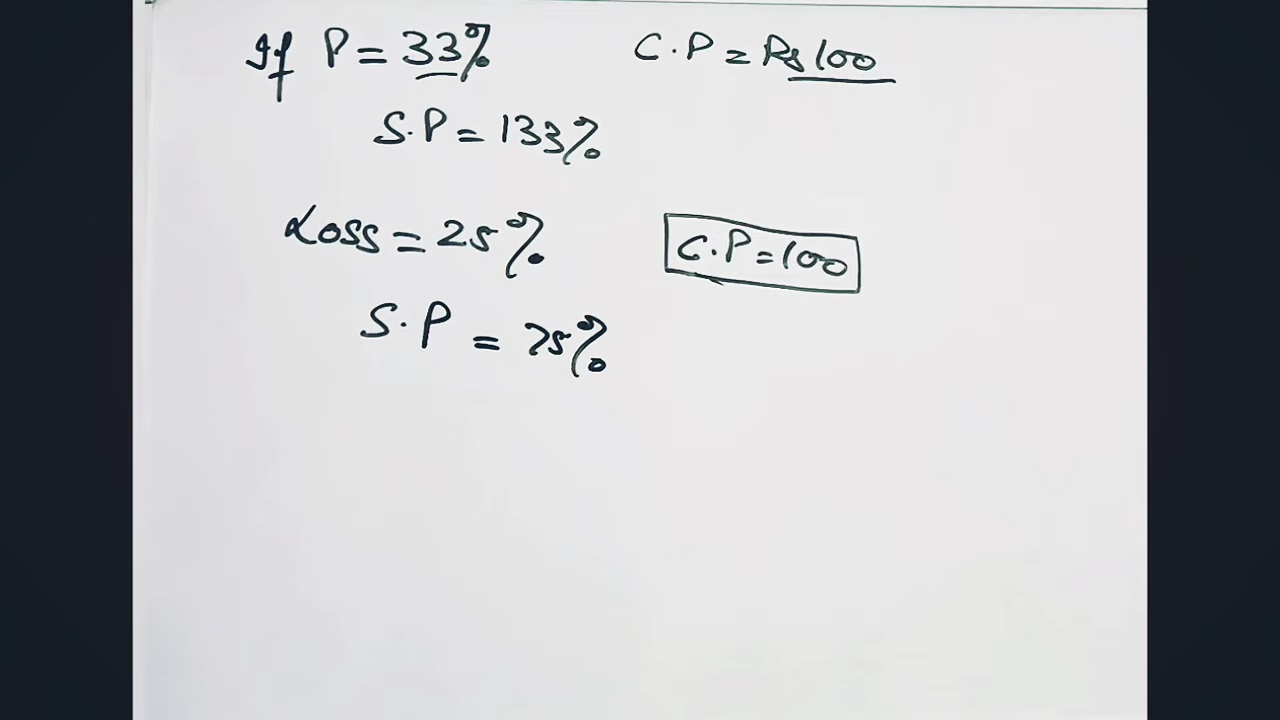 If P = 33% C.P = Rs 100
S.P = 133%
Loss = 25% C.P = 100
S.P = 75%